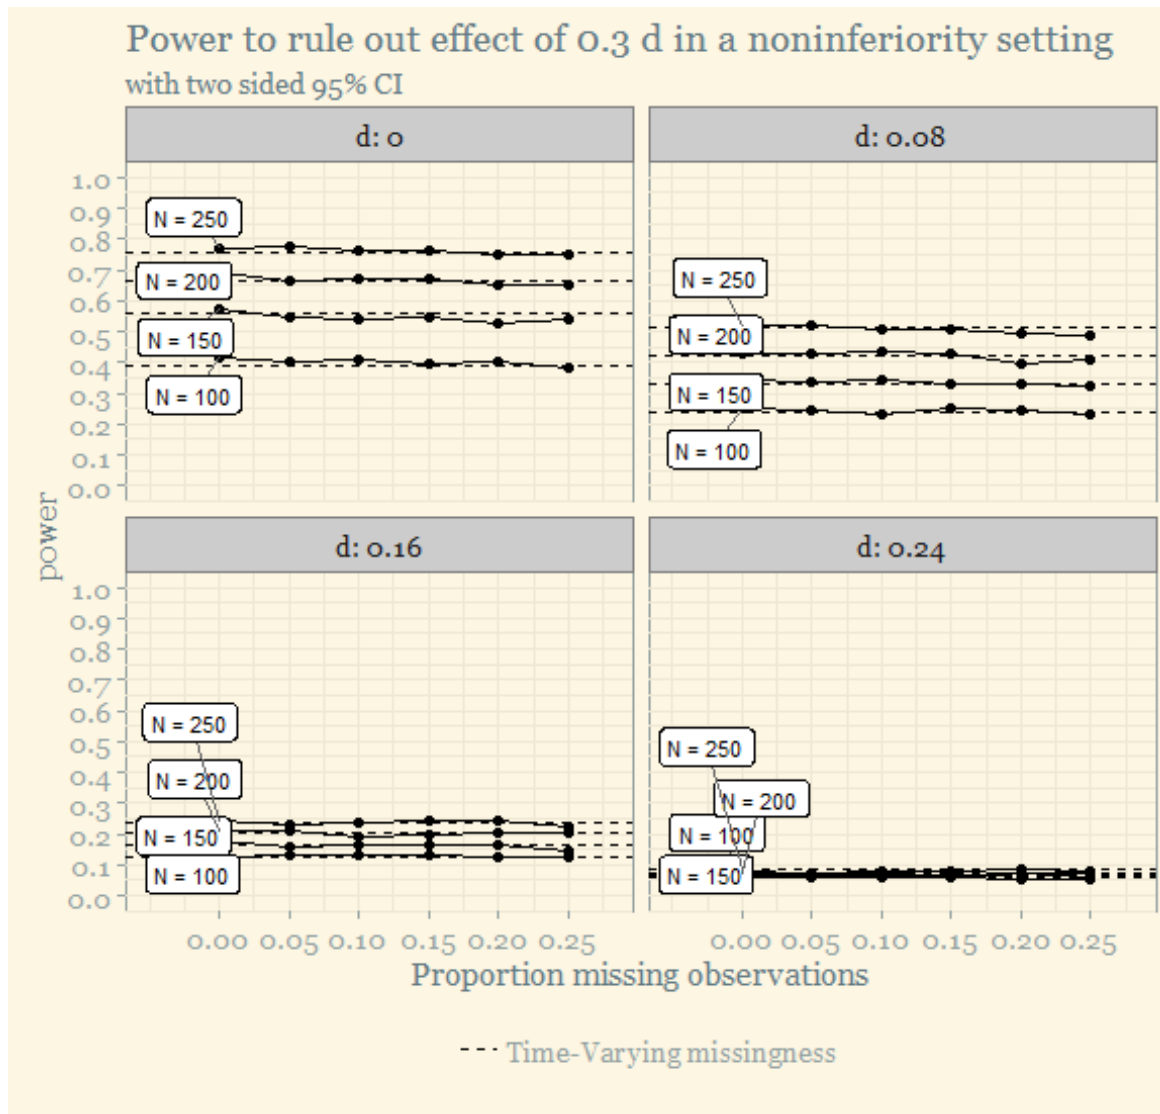 Power to rule out effect of 0.3 d in a noninferiority setting
with two sided 95% CI
d: 0
d: 0.08
1.0
0.9
0.8
0.7
0.6
0.5
0.4
0.3
0.2
0.1
0.0
N = 250
N = 200
N = 150
N = 100
N = 250
N = 200
N = 150
N = 100
power
d: 0.16
d: 0.24
1.0
0.9
0.8
0.7
0.6
0.5
0.4
0.3
0.2
0.1
0.0
N = 250
N = 200
N = 150
N = 100
N = 250
N = 200
N = 100
N = 150
0.00 0.05 0.10 0.15 0.20 0.25
0.00 0.05 0.10 0.15 0.20 0.25
Proportion missing observations
Time-Varying missingness